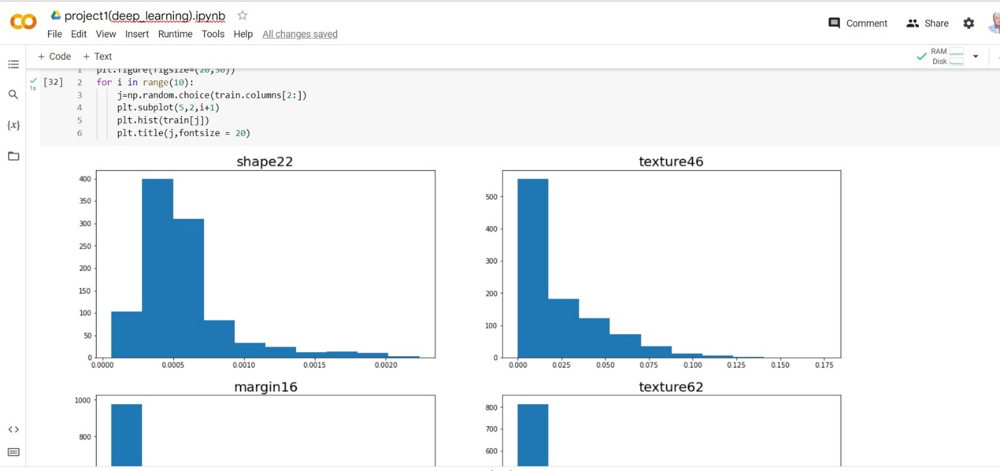 project1(deep_learning).ipynb
File Edit View Insert Runtime Tools Help All changes saved
Comment Share
+ Code + Text
RAM
Disk
1 plt.figure(figsize=(20,30))
[32] 2 for i in range(10):
1s
3 j=np.random.choice(train.columns[2:])
4 plt.subplot(5,2,i+1)
5 plt.hist(train[j])
6 plt.title(j,fontsize = 20)
{x}
shape22
400
350
300
250
200
150
100
50
0
0.0000 0.0005 0.0010 0.0015 0.0020
texture46
500
400
300
200
100
0
0.000 0.025 0.050 0.075 0.100 0.125 0.150 0.175
margin16
1000
800
texture62
800
700
600